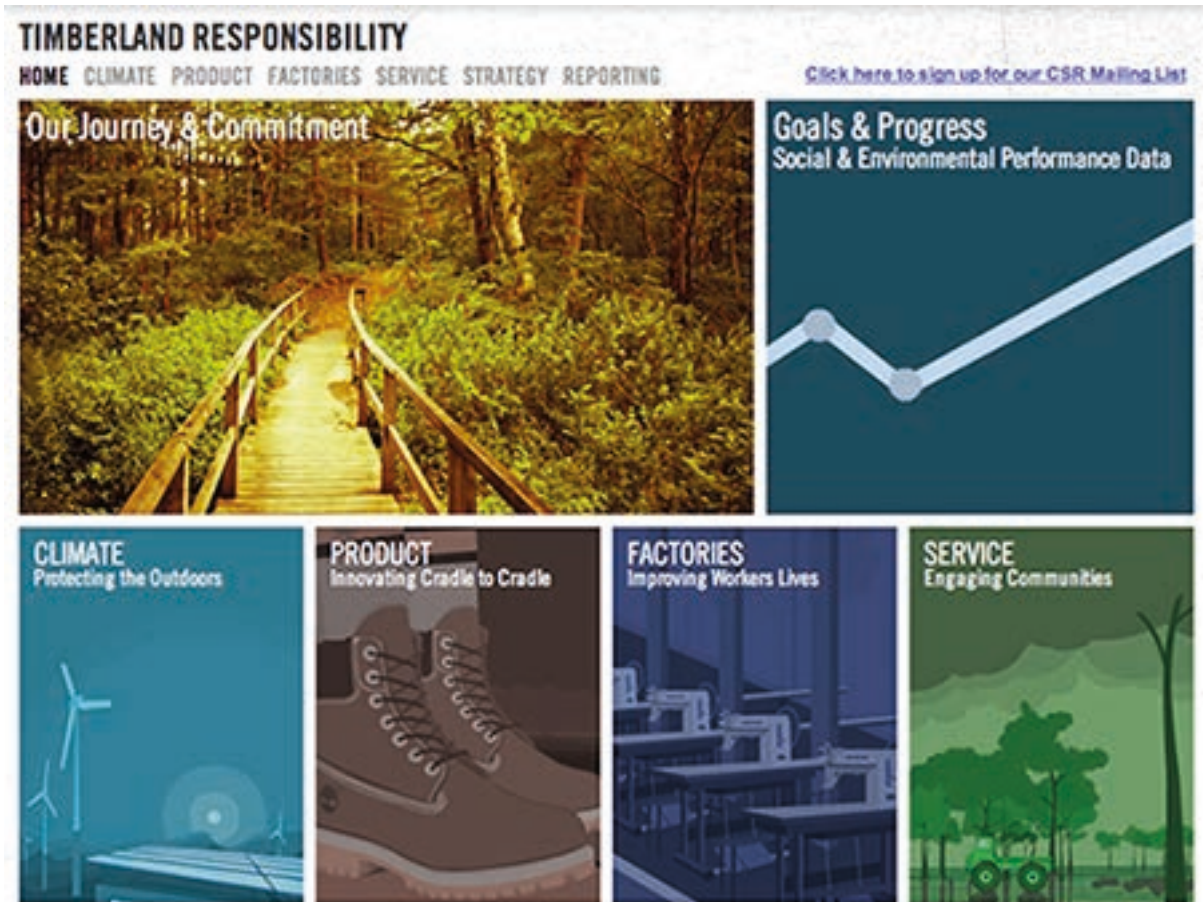 TIMBERLAND RESPONSIBILITY
HOME CLIMATE PRODUCT FACTORIES SERVICE STRATEGY REPORTING
Click here to sign up for our CSR Mailing List
Our Journey & Commitment
Goals & Progress
Social & Environmental Performance Data
CLIMATE
Protecting the Outdoors
PRODUCT
Innovating Cradle to Cradle
FACTORIES
Improving Workers Lives
SERVICE
Engaging Communities